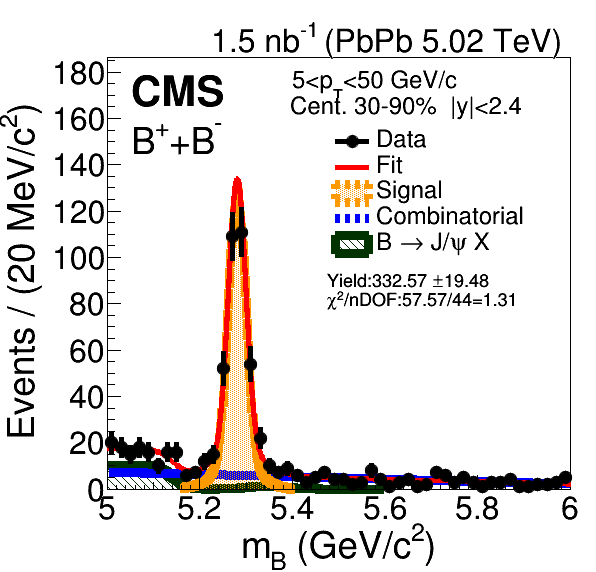 1.5 nb⁻¹ (PbPb 5.02 TeV)
CMS
B⁺+B⁻
5<p_T<50 GeV/c
Cent. 30-90% |y|<2.4
Data
Fit
Signal
Combinatorial
B → J/ψ X
Yield:332.57 ±19.48
χ²/nDOF:57.57/44=1.31
Events / (20 MeV/c²)
180
160
140
120
100
80
60
40
20
0
5 5.2 5.4 5.6 5.8 6
m_B (GeV/c²)